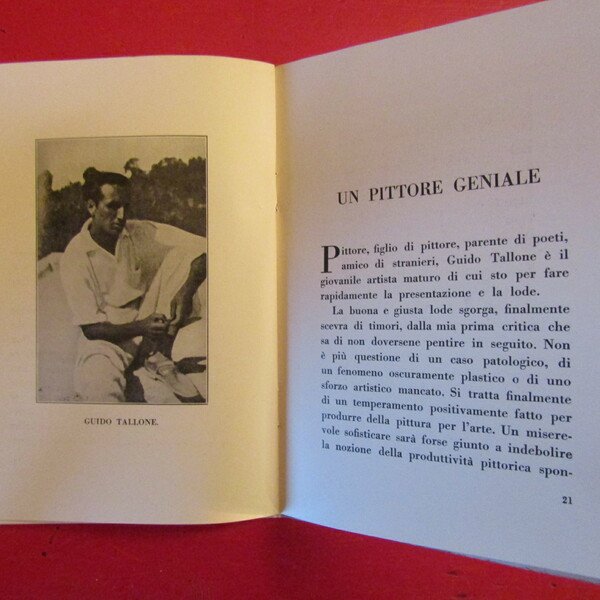 GUIDO TALLONE.
UN PITTORE GENIALE
Pittore, figlio di pittore, parente di poeti,
amico di stranieri, Guido Tallone è il
giovanile artista maturo di cui sto per fare
rapidamente la presentazione e la lode.
La buona e giusta lode sgorga, finalmente
scevra di timori, dalla mia prima critica che
sa di non doversene pentire in seguito. Non
è più questione di un caso patologico, di
un fenomeno oscuramente plastico o di uno
sforzo artistico mancato. Si tratta finalmente
di un temperamento positivamente fatto per
produrre della pittura per l'arte. Un misere-
vole sofisticare sarà forse giunto a indebolire
la nozione della produttività pittorica spon-
21